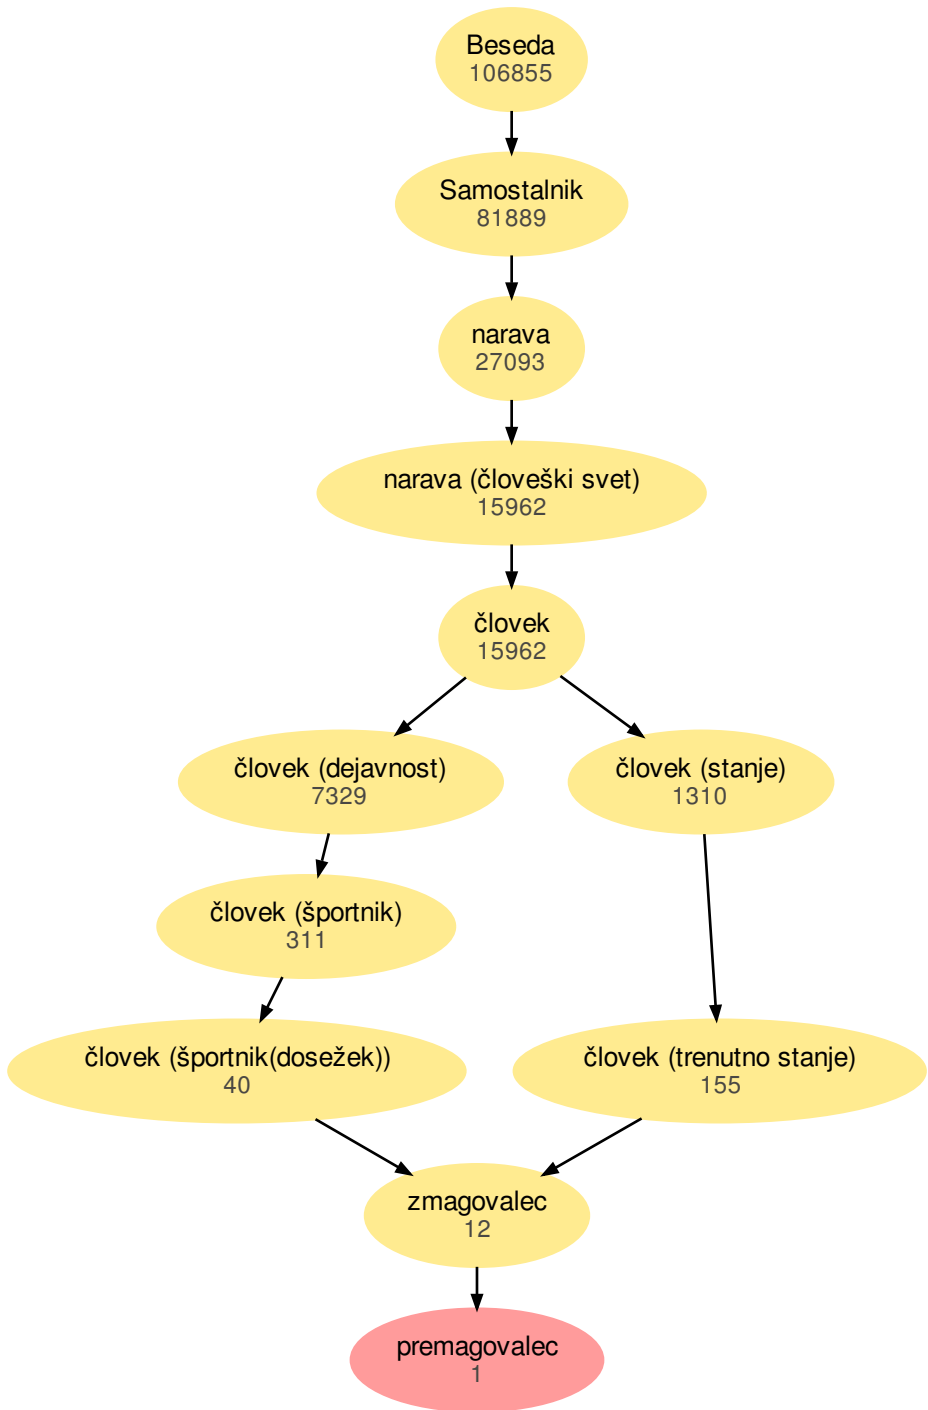 Beseda
106855
Samostalnik
81889
narava
27093
narava (človeški svet)
15962
človek
15962
človek (dejavnost)
7329
človek (stanje)
1310
človek (športnik)
311
človek (športnik(dosežek))
40
človek (trenutno stanje)
155
zmagovalec
12
premagovalec
1